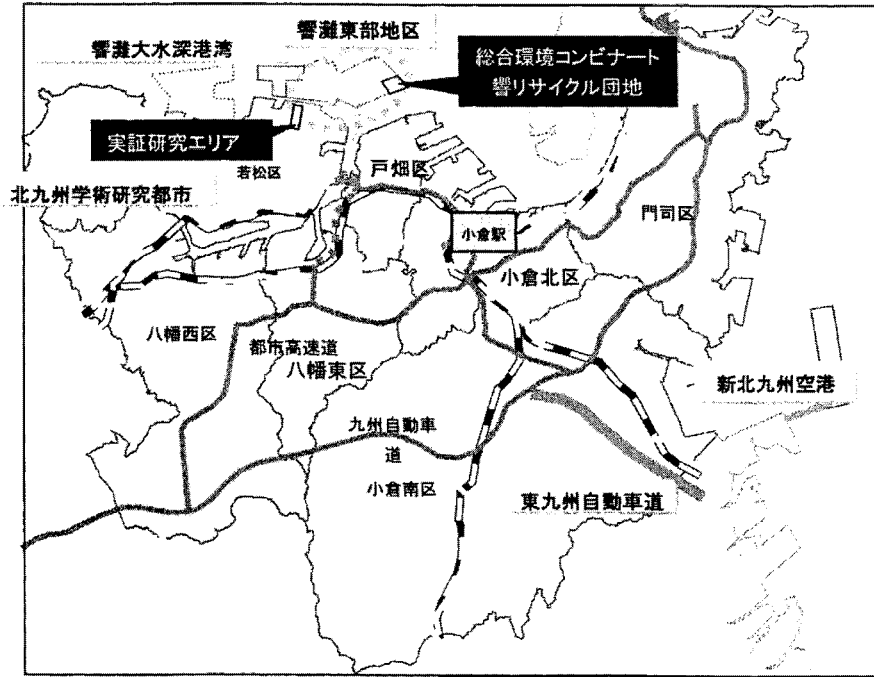 響灘東部地区
響灘大水深港湾
総合環境コンビナート
響リサイクル団地
実証研究エリア
若松区
戸畑区
北九州学術研究都市
門司区
小倉駅
小倉北区
八幡西区
都市高速道
八幡東区
新北九州空港
九州自動車
道
小倉南区
東九州自動車道